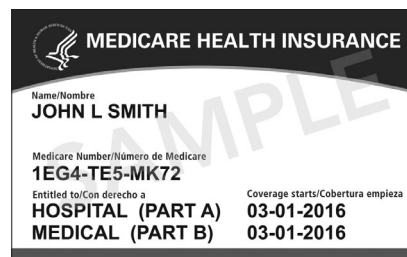 MEDICARE HEALTH INSURANCE
Name/Nombre
JOHN L SMITH
Medicare Number/Número de Medicare
1EG4-TE5-MK72
Entitled to/Con derecho a
Coverage starts/Cobertura empieza
HOSPITAL (PART A) 03-01-2016
MEDICAL (PART B) 03-01-2016
SAMPLE